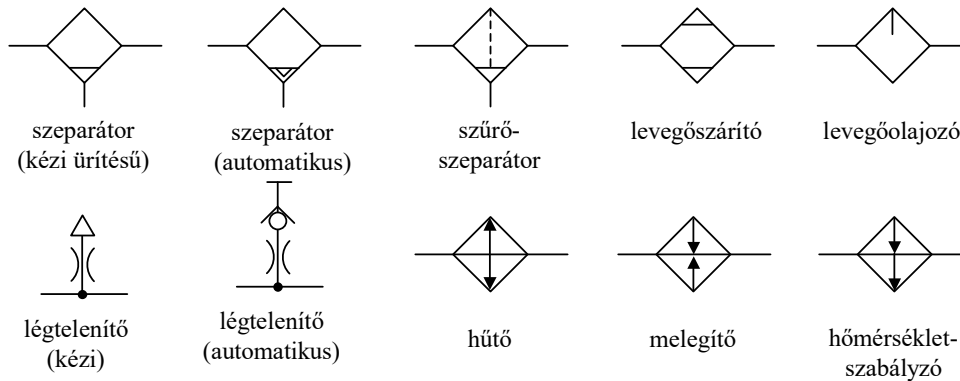 szeparátor
(kézi ürítésű)
szeparátor
(automatikus)
szűrő-
szeparátor
levegőszárító
levegőolajozó
légtelenítő
(kézi)
légtelenítő
(automatikus)
hűtő
melegítő
hőmérséklet-
szabályzó